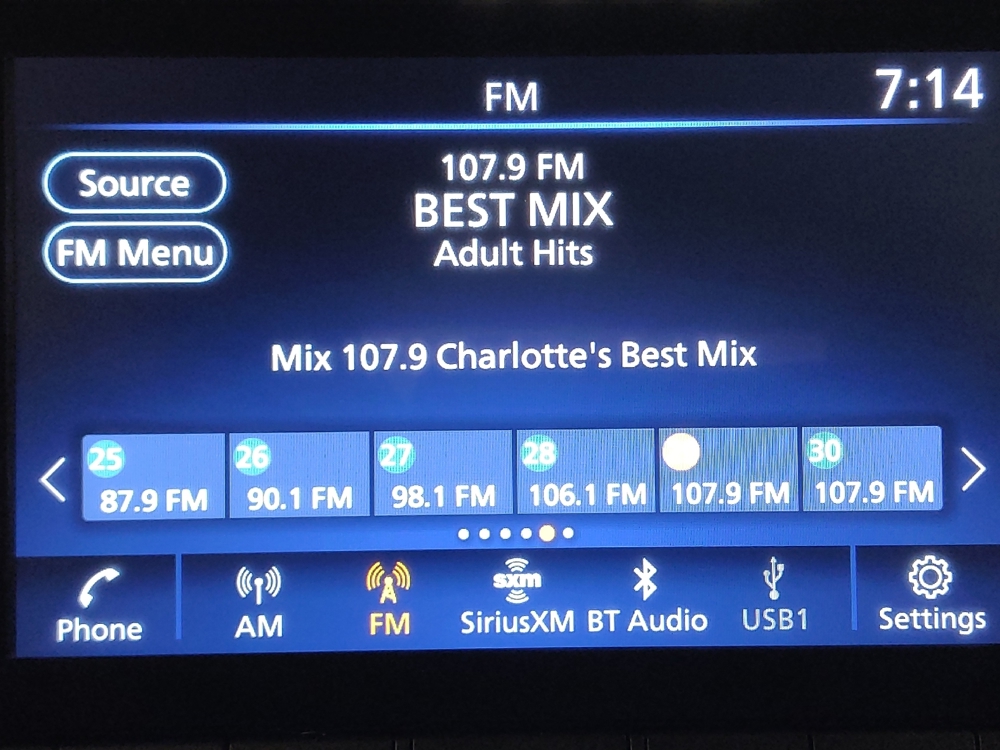 FM
7:14
Source
FM Menu
107.9 FM
BEST MIX
Adult Hits
Mix 107.9 Charlotte's Best Mix
25
87.9 FM
26
90.1 FM
27
98.1 FM
28
106.1 FM
107.9 FM
30
107.9 FM
Phone
AM
FM
sxm
SiriusXM
BT Audio
USB1
Settings